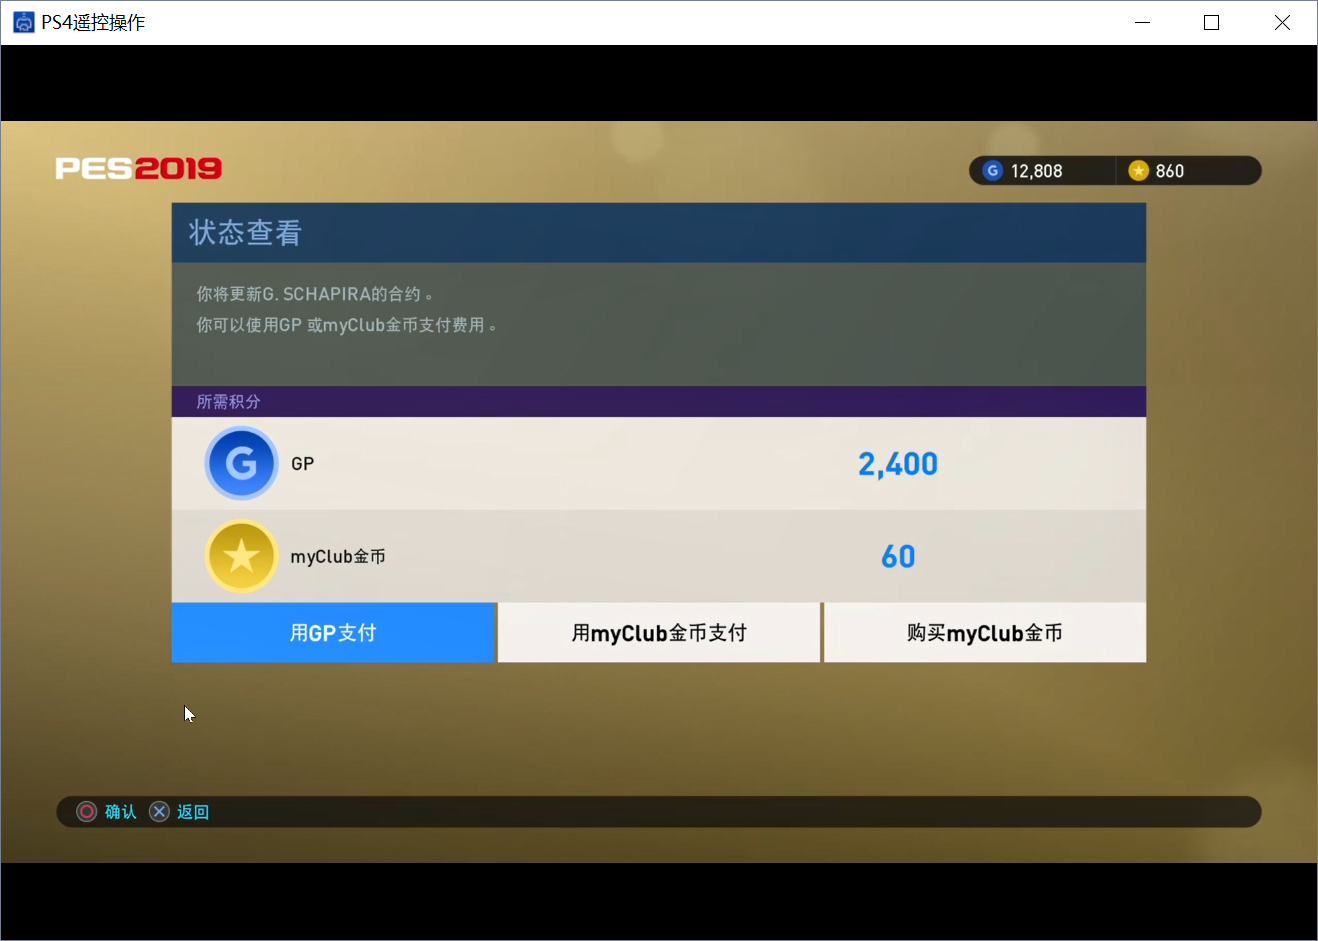 PS4遥控操作
PES2019
G 12,808 860
状态查看
你将更新G. SCHAPIRA的合约。
你可以使用GP 或myClub金币支付费用。
所需积分
G GP 2,400
myClub金币 60
用GP支付 用myClub金币支付 购买myClub金币
确认 返回